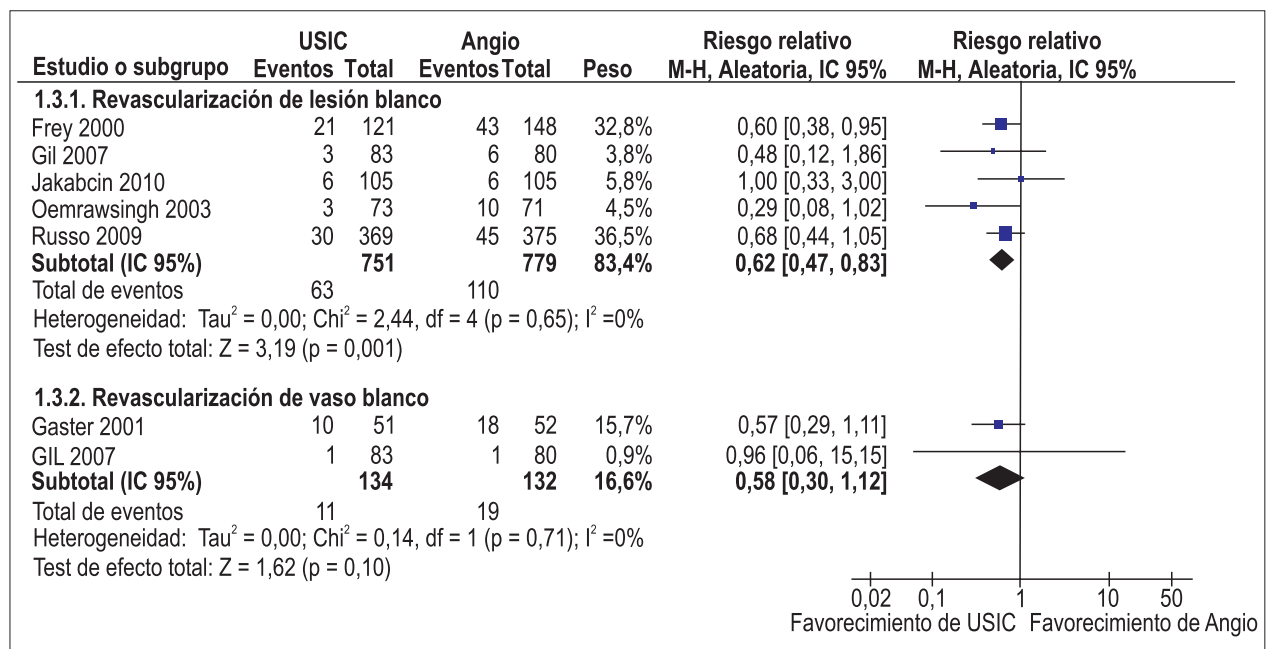 USIC Angio Riesgo relativo Riesgo relativo
Estudio o subgrupo Eventos Total Eventos Total Peso M-H, Aleatoria, IC 95% M-H, Aleatoria, IC 95%
1.3.1. Revascularización de lesión blanco
Frey 2000 21 121 43 148 32,8% 0,60 [0,38, 0,95]
Gil 2007 3 83 6 80 3,8% 0,48 [0,12, 1,86]
Jakabcin 2010 6 105 6 105 5,8% 1,00 [0,33, 3,00]
Oemrawsingh 2003 3 73 10 71 4,5% 0,29 [0,08, 1,02]
Russo 2009 30 369 45 375 36,5% 0,68 [0,44, 1,05]
Subtotal (IC 95%) 751 779 83,4% 0,62 [0,47, 0,83]
Total de eventos 63 110
Heterogeneidad: Tau² = 0,00; Chi² = 2,44, df = 4 (p = 0,65); I² =0%
Test de efecto total: Z = 3,19 (p = 0,001)
1.3.2. Revascularización de vaso blanco
Gaster 2001 10 51 18 52 15,7% 0,57 [0,29, 1,11]
GIL 2007 1 83 1 80 0,9% 0,96 [0,06, 15,15]
Subtotal (IC 95%) 134 132 16,6% 0,58 [0,30, 1,12]
Total de eventos 11 19
Heterogeneidad: Tau² = 0,00; Chi² = 0,14, df = 1 (p = 0,71); I² =0%
Test de efecto total: Z = 1,62 (p = 0,10)
0,02 0,1 1 10 50
Favorecimiento de USIC Favorecimiento de Angio